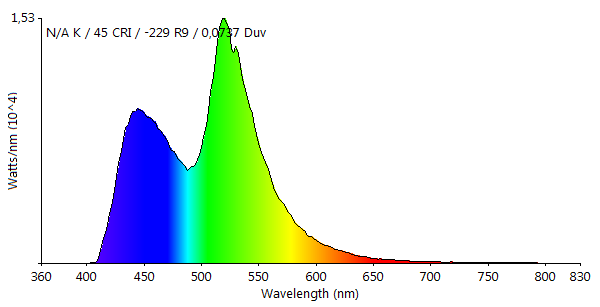 1,53
N/A K / 45 CRI / -229 R9 / 0,0737 Duv
Watts/nm (10^4)
360 400 450 500 550 600 650 700 750 800 830
Wavelength (nm)